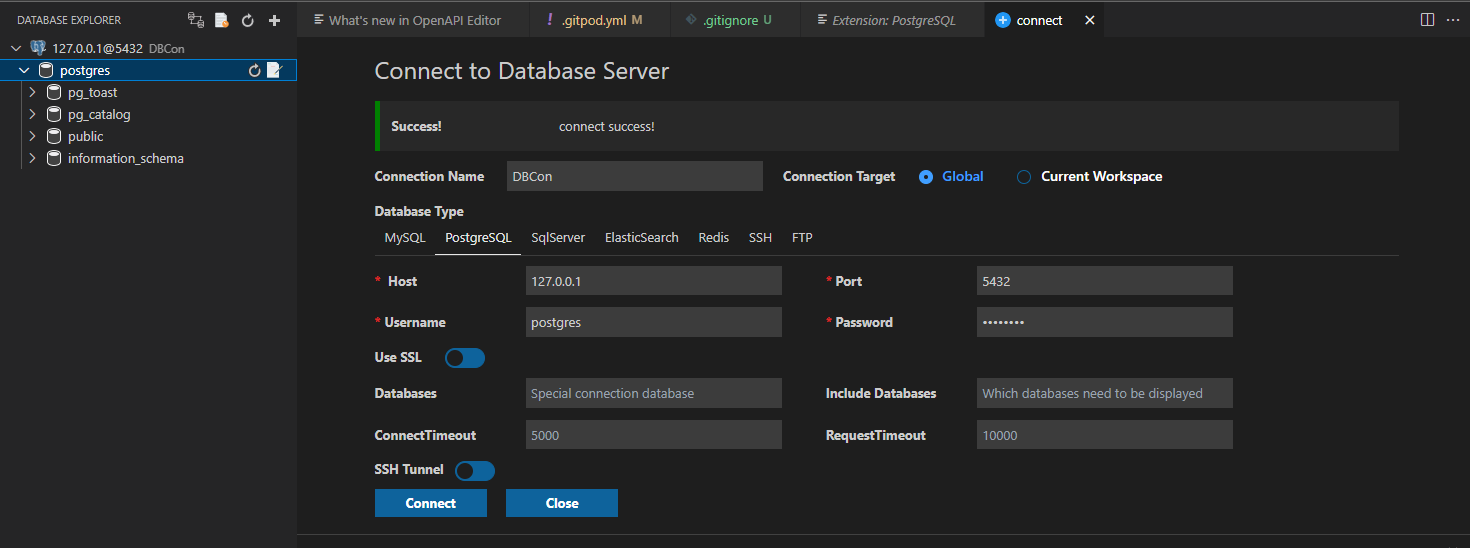 DATABASE EXPLORER
127.0.0.1@5432 DBCon
postgres
pg_toast
pg_catalog
public
information_schema
What's new in OpenAPI Editor
! .gitpod.yml M
.gitignore U
Extension: PostgreSQL
connect
Connect to Database Server
Success! connect success!
Connection Name DBCon Connection Target Global Current Workspace
Database Type
MySQL PostgreSQL SqlServer ElasticSearch Redis SSH FTP
* Host 127.0.0.1 * Port 5432
* Username postgres * Password ••••••••
Use SSL
Databases Special connection database Include Databases Which databases need to be displayed
ConnectTimeout 5000 RequestTimeout 10000
SSH Tunnel
Connect Close